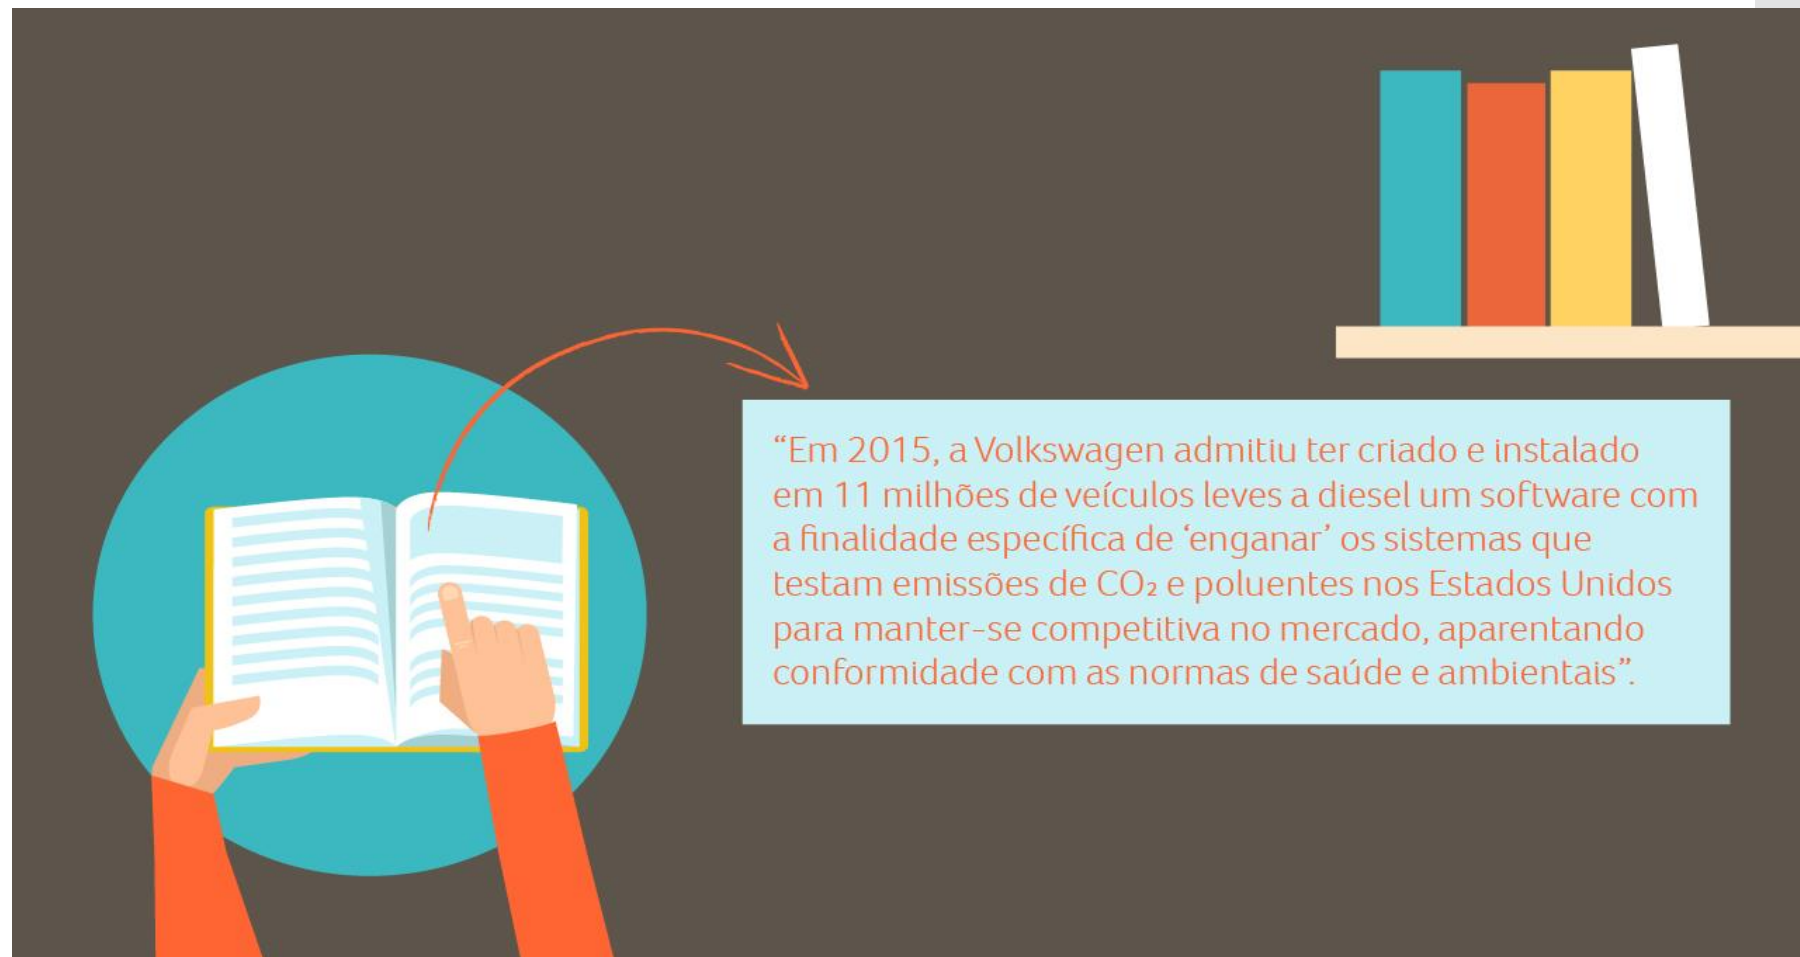 “Em 2015, a Volkswagen admitiu ter criado e instalado
em 11 milhões de veículos leves a diesel um software com
a finalidade específica de ‘enganar’ os sistemas que
testam emissões de CO₂ e poluentes nos Estados Unidos
para manter-se competitiva no mercado, aparentando
conformidade com as normas de saúde e ambientais”.